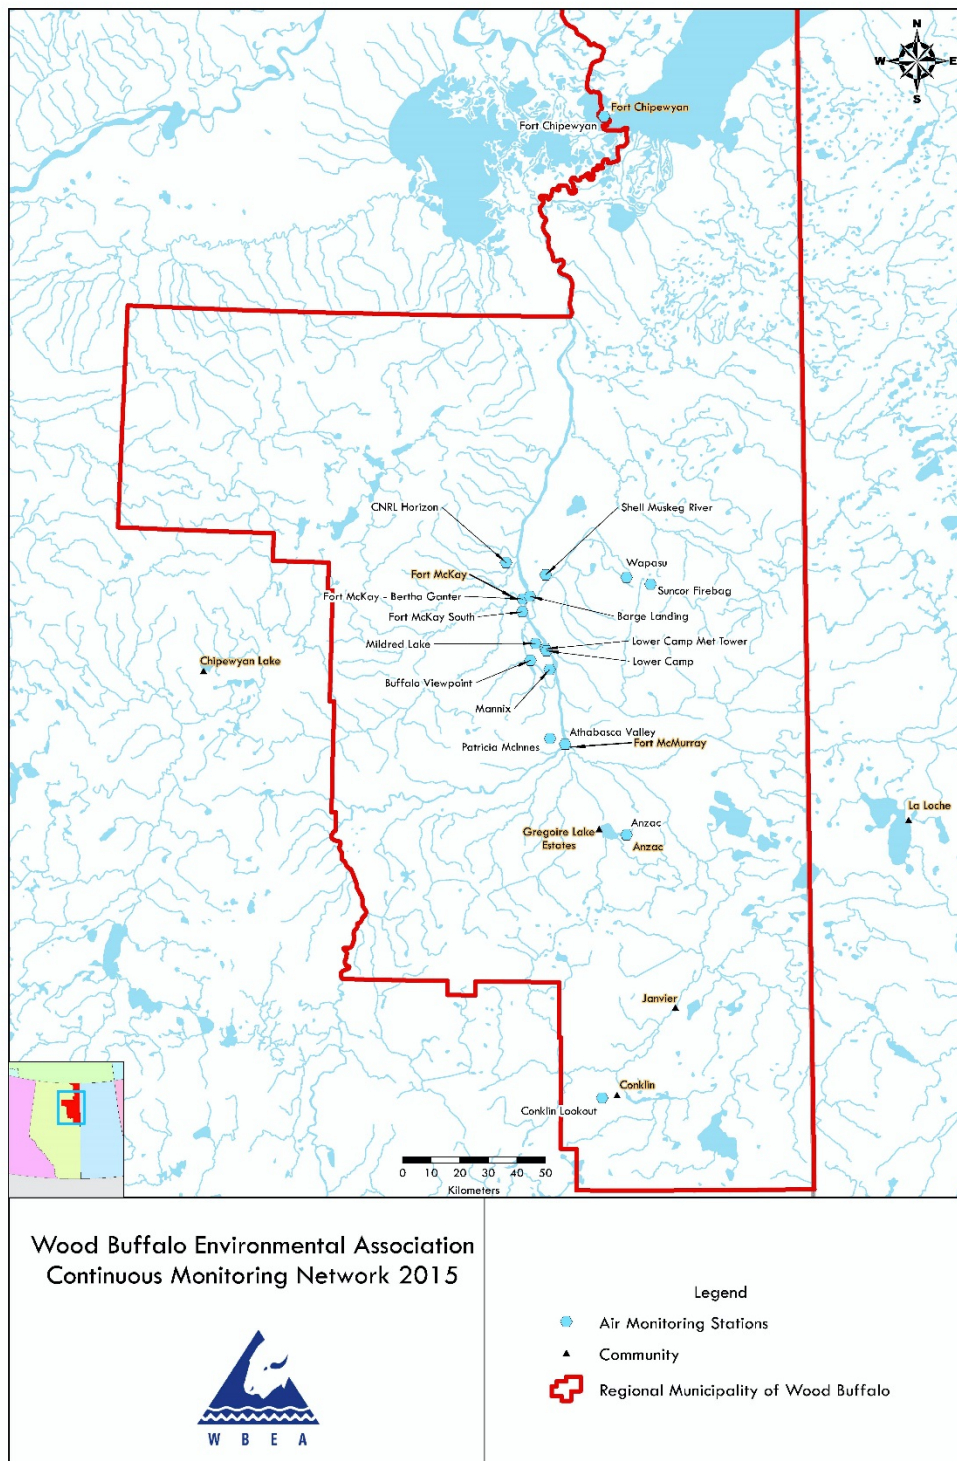 N
W E
S
Fort Chipewyan
Fort Chipewyan
CNRL Horizon
Shell Muskeg River
Fort McKay
Wapasu
Suncor Firebag
Fort McKay - Bertha Ganter
Fort McKay South
Barge Landing
Mildred Lake
Lower Camp Met Tower
Lower Camp
Chipewyan Lake
Buffalo Viewpoint
Mannix
Athabasca Valley
Patricia McInnes
Fort McMurray
La Loche
Anzac
Gregoire Lake
Estates
Anzac
Janvier
Conklin
Conklin Lookout
0 10 20 30 40 50
Kilometers
Wood Buffalo Environmental Association
Continuous Monitoring Network 2015
W B E A
Legend
Air Monitoring Stations
Community
Regional Municipality of Wood Buffalo